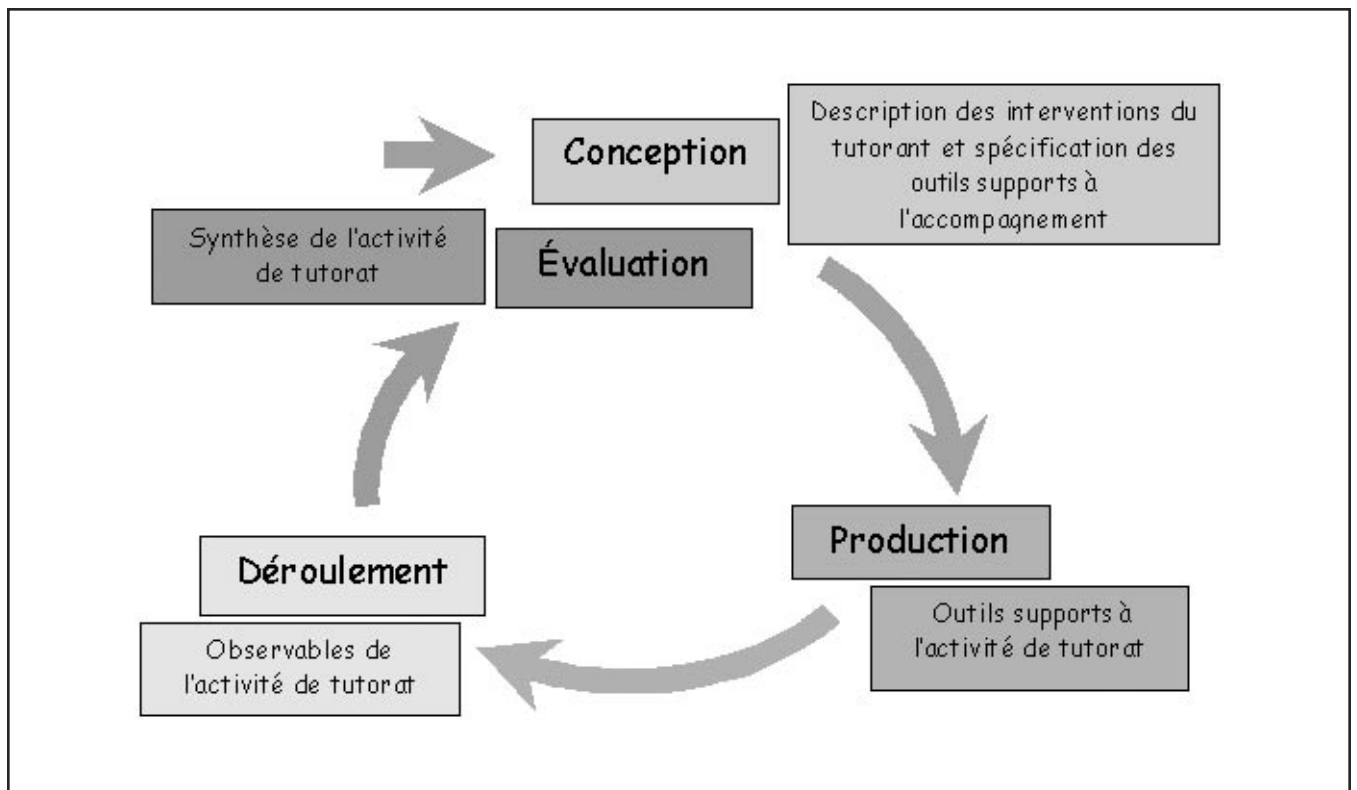 Conception
Description des interventions du
tutorant et spécification des
outils supports à
l'accompagnement
Synthèse de l'activité
de tutorat
Évaluation
Production
Outils supports à
l'activité de tutorat
Déroulement
Observables de
l'activité de tutorat